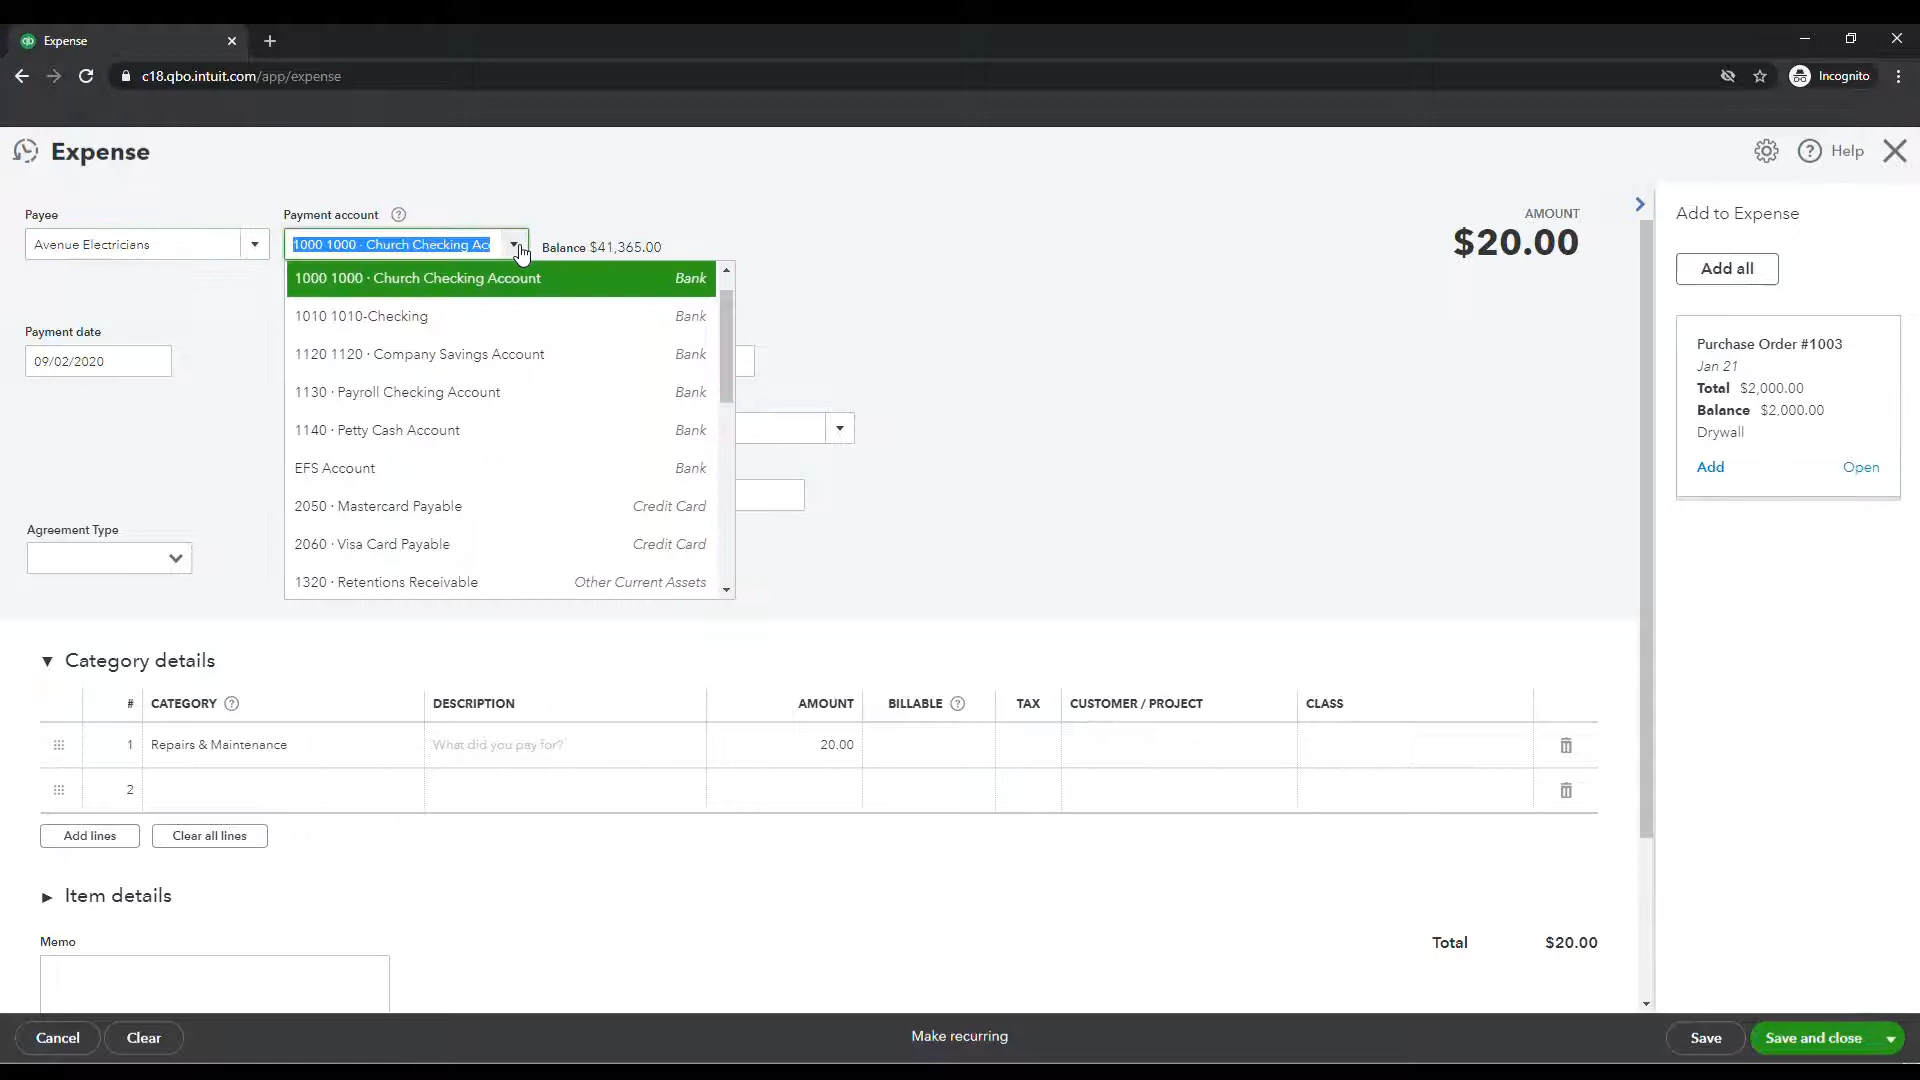 Expense
c18.qbo.intuit.com/app/expense
Incognito
Expense
Help
Payee
Avenue Electricians
Payment account
1000 1000 · Church Checking Acc
Balance $41,365.00
AMOUNT
$20.00
1000 1000 · Church Checking Account Bank
1010 1010-Checking Bank
1120 1120 · Company Savings Account Bank
1130 · Payroll Checking Account Bank
1140 · Petty Cash Account Bank
EFS Account Bank
2050 · Mastercard Payable Credit Card
2060 · Visa Card Payable Credit Card
1320 · Retentions Receivable Other Current Assets
Payment date
09/02/2020
Agreement Type
Add to Expense
Add all
Purchase Order #1003
Jan 21
Total $2,000.00
Balance $2,000.00
Drywall
Add Open
Category details
# CATEGORY DESCRIPTION AMOUNT BILLABLE TAX CUSTOMER / PROJECT CLASS
1 Repairs & Maintenance What did you pay for? 20.00
2
Add lines Clear all lines
Item details
Memo
Total $20.00
Cancel Clear Make recurring Save Save and close